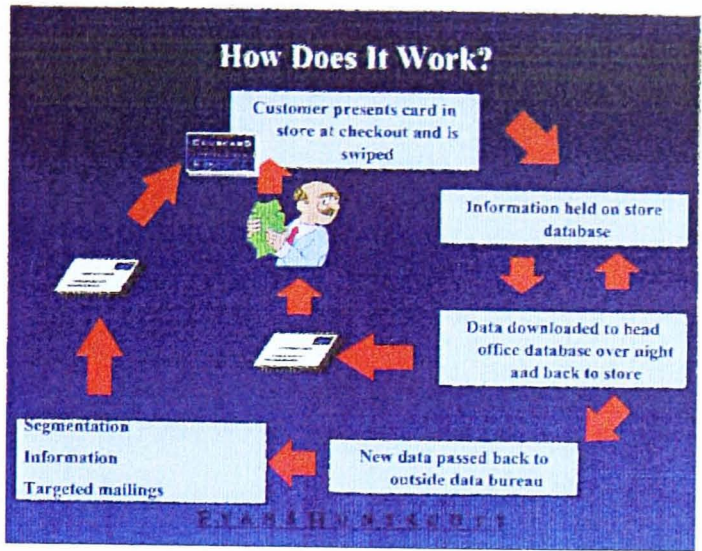 How Does It Work?
Customer presents card in
store at checkout and is
swiped
CLUBCARD
Information held on store
database
Data downloaded to head
office database over night
and back to store
New data passed back to
outside data bureau
Segmentation
Information
Targeted mailings